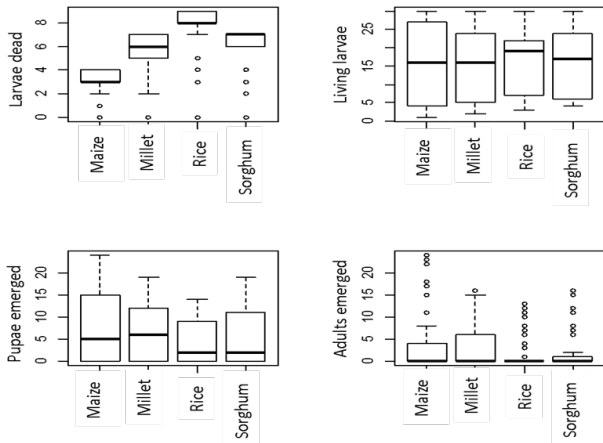 Larvae dead
0 2 4 6 8
Maize Millet Rice Sorghum
Living larvae
0 5 15 25
Maize Millet Rice Sorghum
Pupae emerged
0 5 10 15 20
Maize Millet Rice Sorghum
Adults emerged
0 5 10 15 20
Maize Millet Rice Sorghum